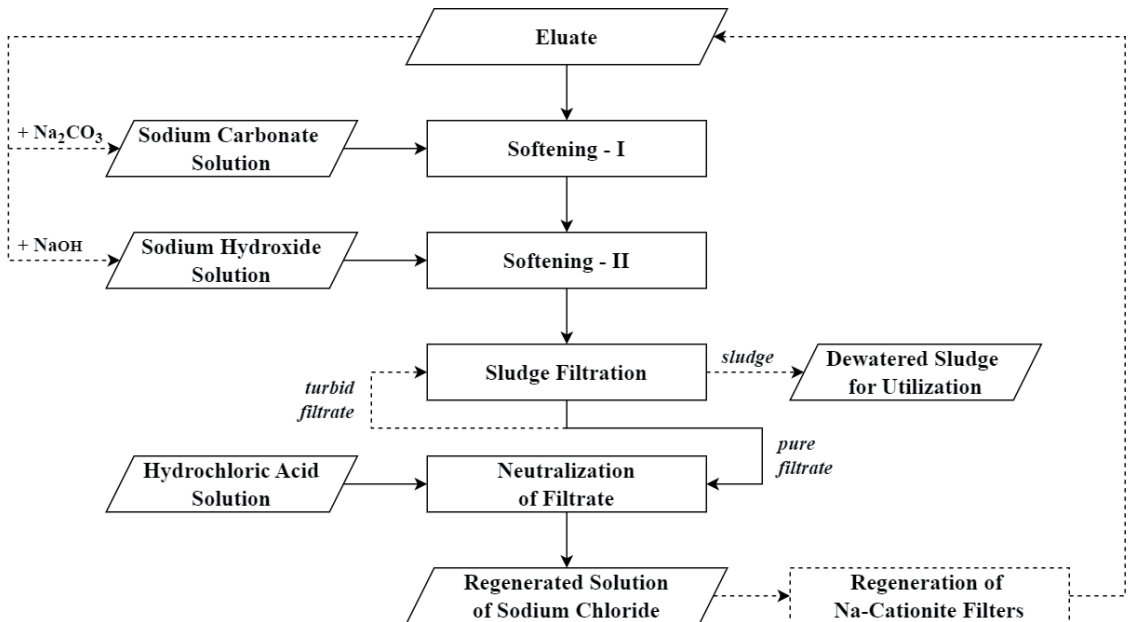 Eluate
+ Na₂CO₃
Sodium Carbonate
Solution
Softening - I
+ NaOH
Sodium Hydroxide
Solution
Softening - II
Sludge Filtration
sludge
Dewatered Sludge
for Utilization
turbid
filtrate
pure
filtrate
Hydrochloric Acid
Solution
Neutralization
of Filtrate
Regenerated Solution
of Sodium Chloride
Regeneration of
Na-Cationite Filters